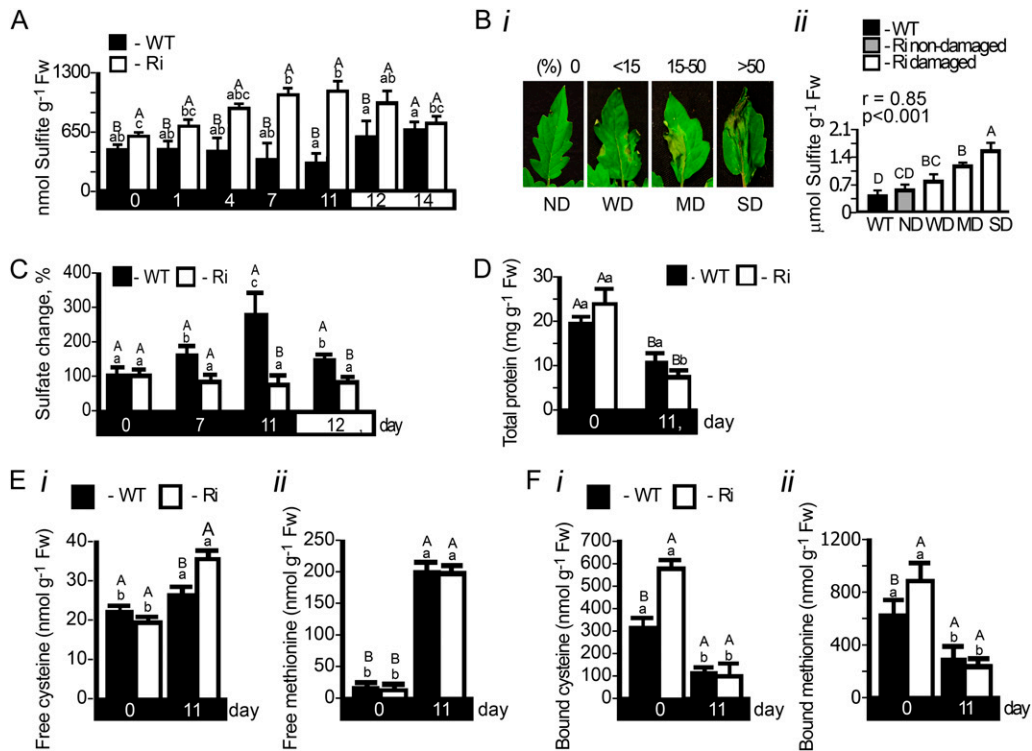 A
- WT
- Ri
nmol Sulfite g-1 Fw
1300
650
0
B ab
A c
B ab
A bc
B ab
A abc
B ab
A b
B a
A b
B a
A ab
A a
A bc
0 1 4 7 11 12 14
B i
(%) 0 <15 15-50 >50
ND WD MD SD
ii
- WT
- Ri non-damaged
- Ri damaged
r = 0.85
p<0.001
μmol Sulfite g-1 Fw
2.1
1.4
0.7
0
D CD BC B A
WT ND WD MD SD
C
- WT - Ri
Sulfate change, %
400
300
200
100
0
A a
A a
A b
A a
A c
B a
A b
B a
0 7 11 12 . day
D
- WT - Ri
Total protein (mg g-1 Fw)
30
20
10
0
Aa Aa Ba Bb
0 11, day
E i
- WT - Ri
Free cysteine (nmol g-1 Fw)
40
30
20
10
0
A b
A b
B a
A a
0 11 day
ii
Free methionine (nmol g-1 Fw)
250
200
150
100
50
0
B b
B b
A a
A a
0 11
F i
- WT - Ri
Bound cysteine (nmol g-1 Fw)
700
600
500
400
300
200
100
0
B a
A a
A b
A b
0 11 day
ii
Bound methionine (nmol g-1 Fw)
1200
800
400
0
B a
A a
A b
A b
0 11 day